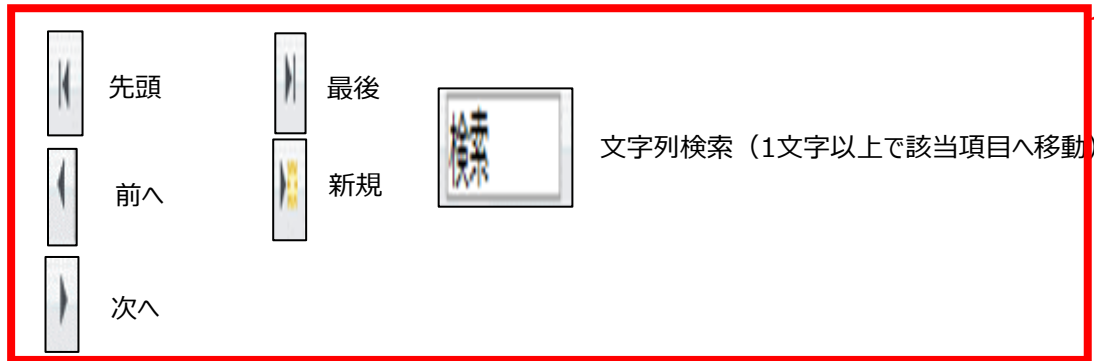 先頭
最後
検索
文字列検索（1文字以上で該当項目へ移動）
前へ
新規
次へ